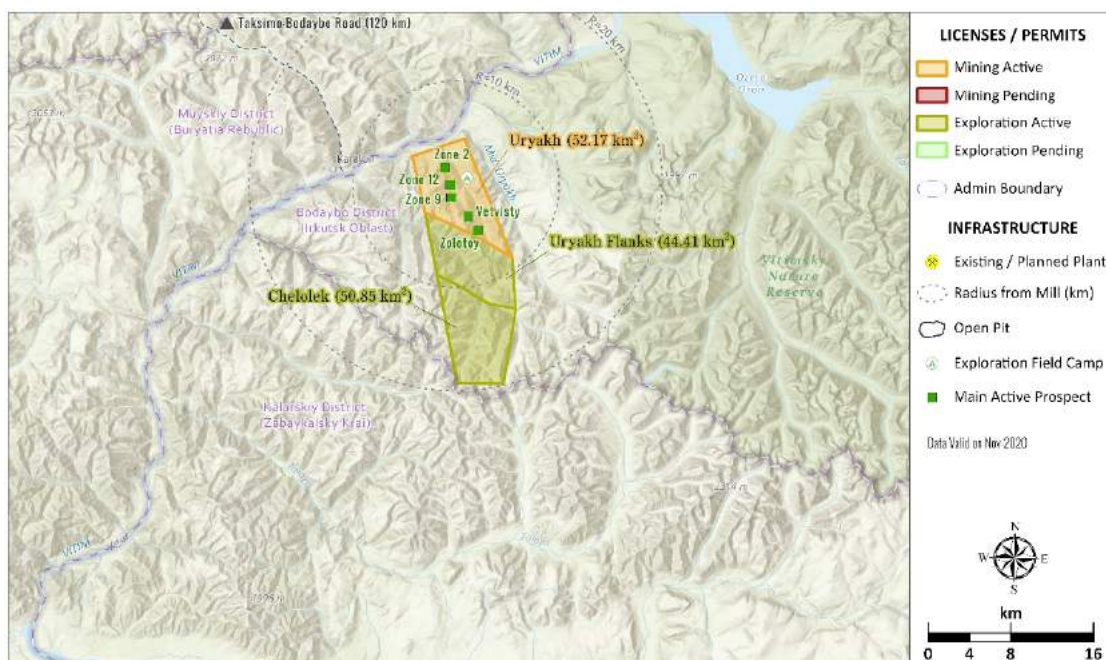 Taksimo-Bodaybo Road (120 km)
VITIM
R=20 km
R=10 km
Muyskiy District
(Buryatia Rebublic)
Uryakh (52.17 km²)
Zone 2
Zone 12
Zone 9
Vetvisty
Zolotoy
Bodaybo District
(Irkutsk Oblast)
Uryakh Flanks (44.41 km²)
VITIM
Chelolek (50.85 km²)
Vitimsky
Nature
Reserve
Kalarskiy District
(Zabaykalsky Krai)
VITIM
LICENSES / PERMITS
Mining Active
Mining Pending
Exploration Active
Exploration Pending
Admin Boundary
INFRASTRUCTURE
Existing / Planned Plant
Radius from Mill (km)
Open Pit
Exploration Field Camp
Main Active Prospect
Data Valid on Nov 2020
N
W E
S
km
0 4 8 16